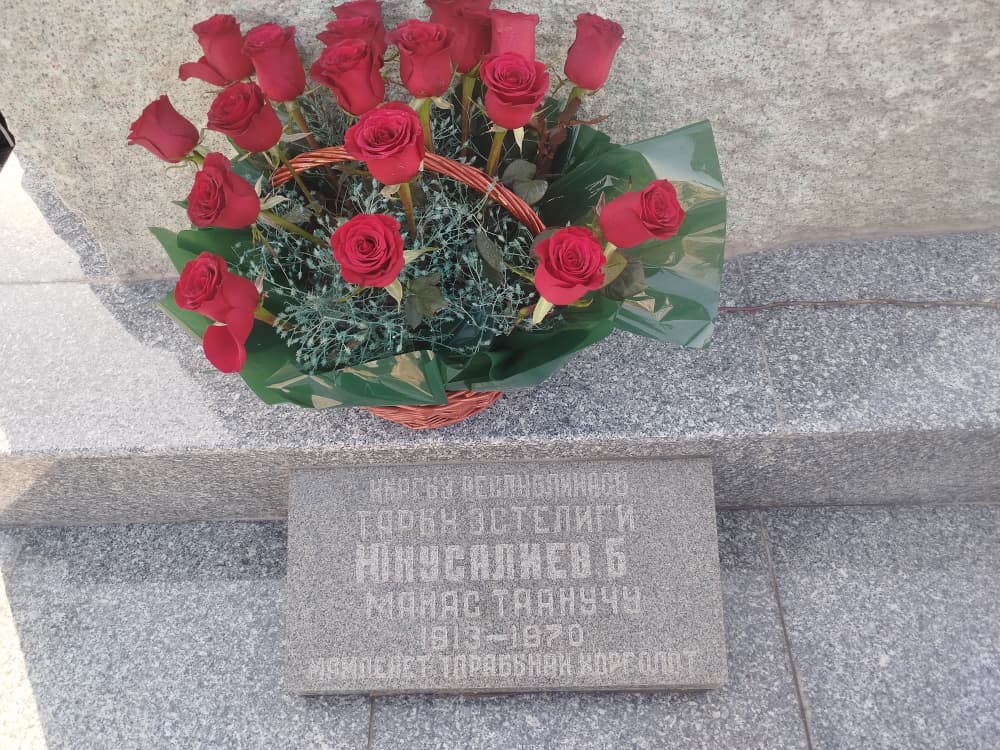 КЫРГЫЗ РЕСПУБЛИКАСЫ
ТАРЫХ ЭСТЕЛИГИ
ЮНУСАЛИЕВ Б
МАНАС ТААНУЧУ
1913—1970
МАМЛЕКЕТ ТАРАБЫНАН КОРГОЛОТ